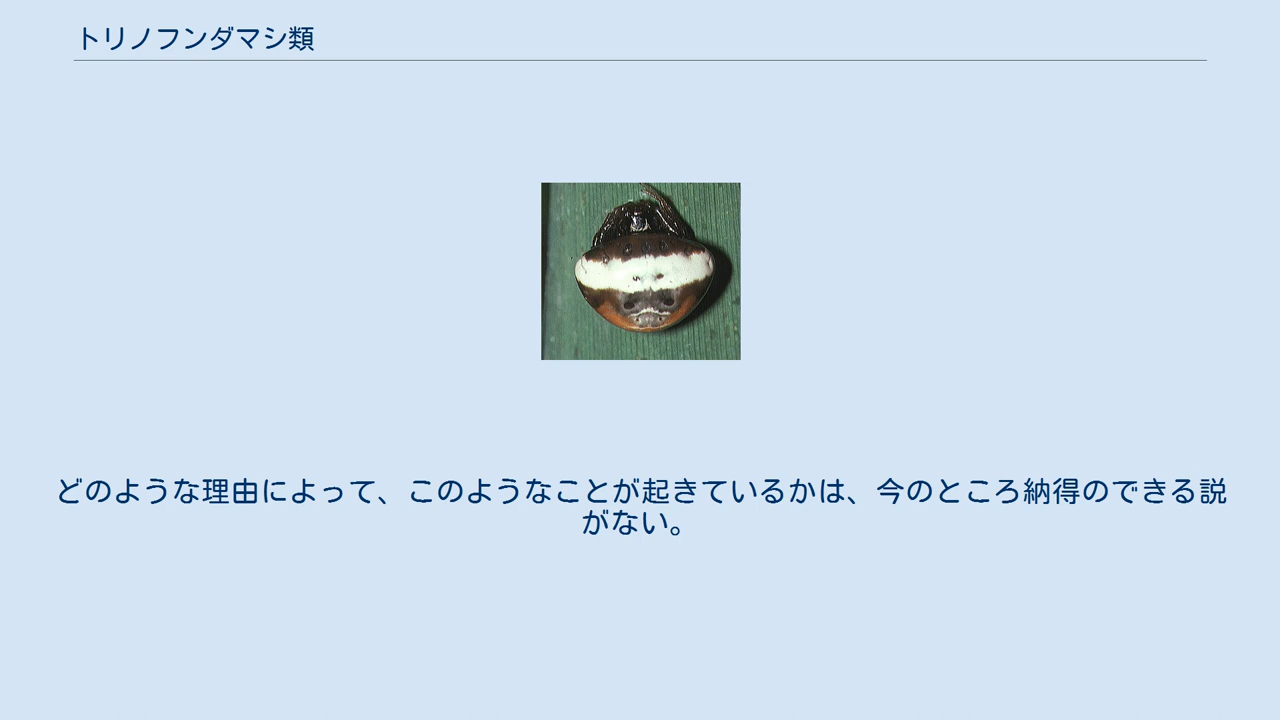 トリノフンダマシ類
どのような理由によって、このようなことが起きているかは、今のところ納得のできる説
がない。